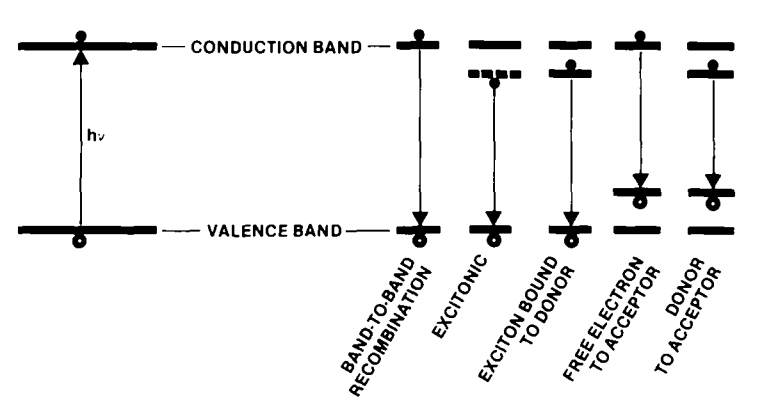 CONDUCTION BAND
hν
VALENCE BAND
BAND-TO-BAND
RECOMBINATION
EXCITONIC
EXCITON BOUND
TO DONOR
FREE ELECTRON
TO ACCEPTOR
DONOR
TO ACCEPTOR